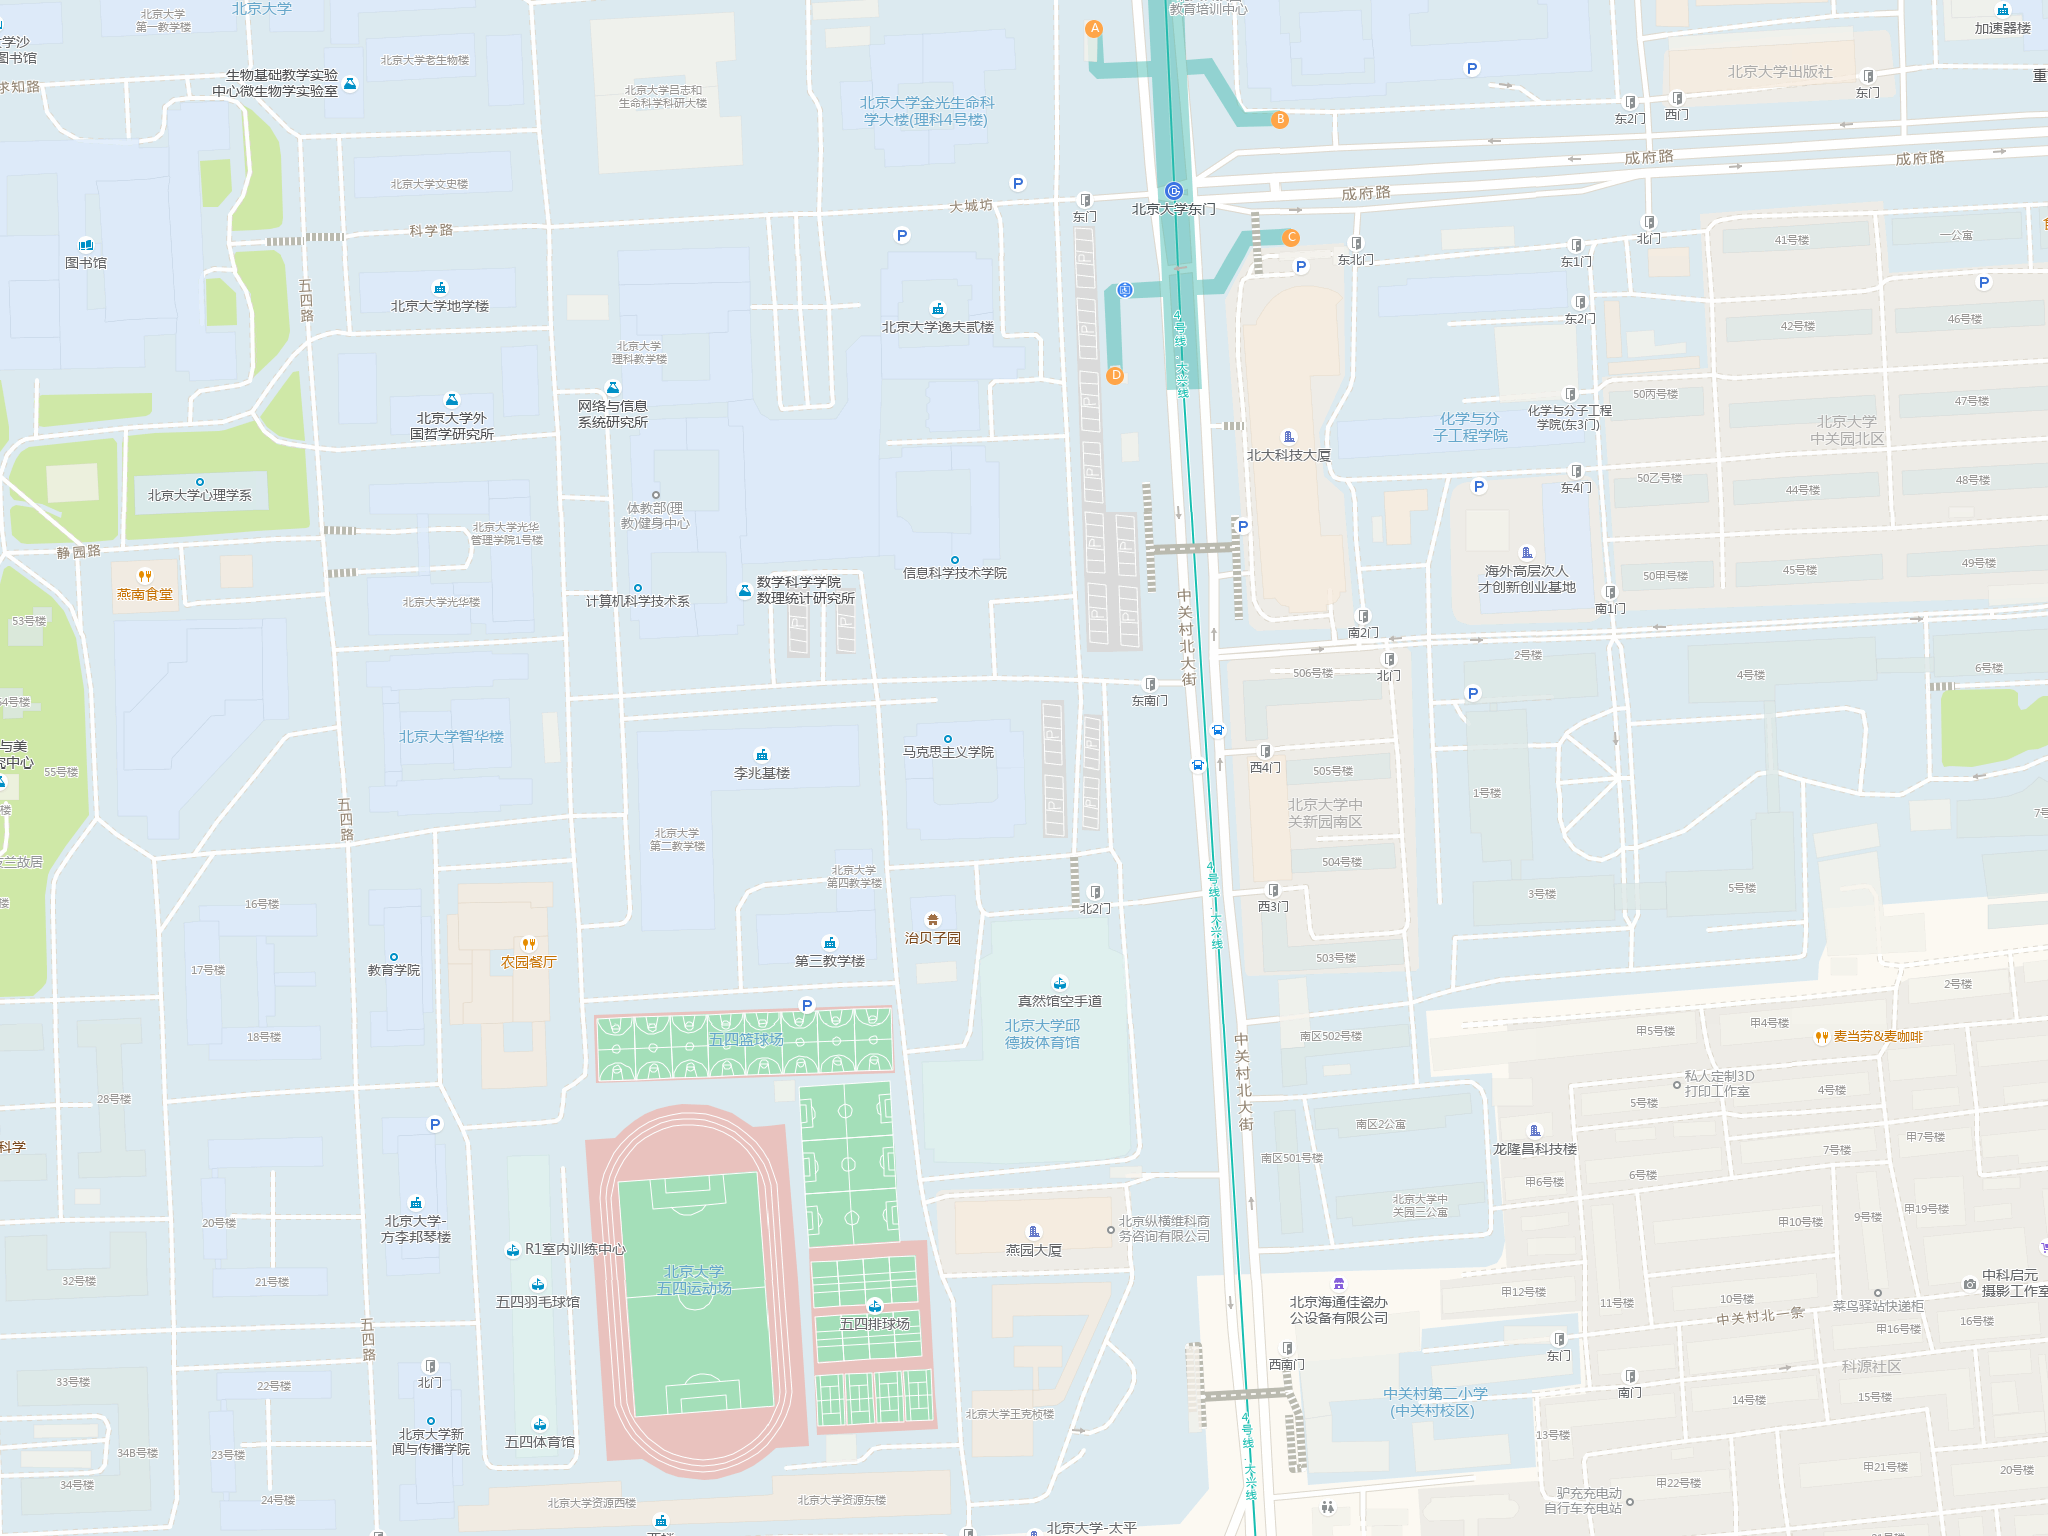 北京大学
北京大学
第一教学楼
北京大学老生物楼
生物基础教学实验
中心微生物学实验室
图书馆
求知路
北京大学吕志和
生命科学科研大楼
北京大学金光生命科
学大楼(理科4号楼)
教育培训中心
A
B
P
加速器楼
北京大学出版社
东门
东2门
西门
成府路
成府路
成府路
北京大学文史楼
P
大城坊
东门
北京大学东门
科学路
P
图书馆
五四路
北京大学地学楼
北京大学逸夫贰楼
C
P
东北门
东1门
北门
41号楼
一公寓
P
东2门
42号楼
46号楼
4号线·大兴线
D
北京大学
理科教学楼
网络与信息
系统研究所
北京大学外
国哲学研究所
北大科技大厦
化学与分
子工程学院
化学与分子工程
学院(东3门)
50丙号楼
47号楼
北京大学
中关园北区
北京大学心理学系
体教部(理
教)健身中心
东4门
P
50乙号楼
44号楼
48号楼
静园路
北京大学光华
管理学院1号楼
P
燕南食堂
北京大学光华楼
计算机科学技术系
数学科学学院
数理统计研究所
信息科学技术学院
海外高层次人
才创新创业基地
50甲号楼
45号楼
49号楼
53号楼
中关村北大街
南1门
南2门
北门
2号楼
4号楼
6号楼
506号楼
东南门
P
54号楼
与美
究中心
55号楼
北京大学智华楼
李兆基楼
马克思主义学院
西4门
505号楼
1号楼
北京大学中
关新园南区
五四路
北京大学
第二教学楼
北京大学
第四教学楼
504号楼
4号线·大兴线
兰故居
16号楼
治贝子园
北2门
西3门
3号楼
5号楼
17号楼
教育学院
农园餐厅
第三教学楼
503号楼
2号楼
P
真然馆空手道
18号楼
五四篮球场
北京大学邱
德拔体育馆
中关村北大街
南区502号楼
甲5号楼
甲4号楼
麦当劳&麦咖啡
私人定制3D
打印工作室
28号楼
P
5号楼
4号楼
南区2公寓
科学
龙隆昌科技楼
甲7号楼
7号楼
南区501号楼
甲6号楼
6号楼
20号楼
北京大学-
方李邦琴楼
R1室内训练中心
燕园大厦
北京纵横维科商
务咨询有限公司
北京大学中
关园三公寓
甲10号楼
9号楼
甲19号楼
32号楼
21号楼
五四羽毛球馆
北京大学
五四运动场
五四排球场
北京海通佳瓷办
公设备有限公司
甲12号楼
11号楼
10号楼
中关村北一条
菜鸟驿站快递柜
中科启元
摄影工作室
甲16号楼
16号楼
五四路
西南门
东门
科源社区
33号楼
22号楼
北门
南门
中关村第二小学
(中关村校区)
14号楼
15号楼
北京大学王克桢楼
4号线·大兴线
34B号楼
23号楼
北京大学新
闻与传播学院
五四体育馆
13号楼
34号楼
24号楼
北京大学资源西楼
北京大学资源东楼
甲22号楼
甲21号楼
20号楼
驴充充电动
自行车充电站
北京大学-太平